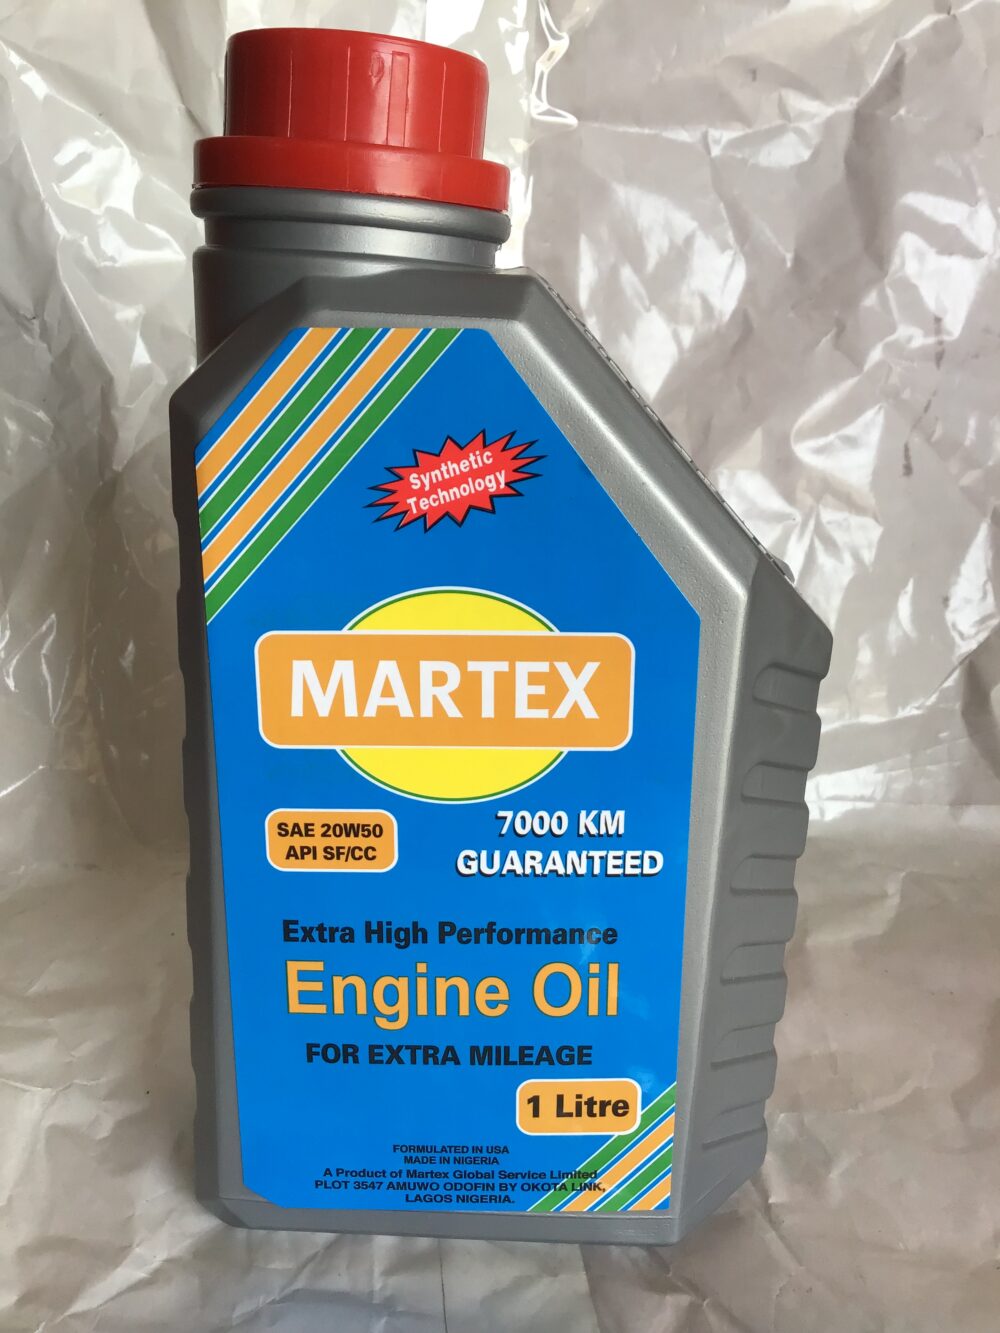 Synthetic
Technology
MARTEX
SAE 20W50
API SF/CC
7000 KM
GUARANTEED
Extra High Performance
Engine Oil
FOR EXTRA MILEAGE
1 Litre
FORMULATED IN USA
MADE IN NIGERIA
A Product of Martex Global Service Limited
PLOT 3547 AMUWO ODOFIN BY OKOTA LINK,
LAGOS NIGERIA.